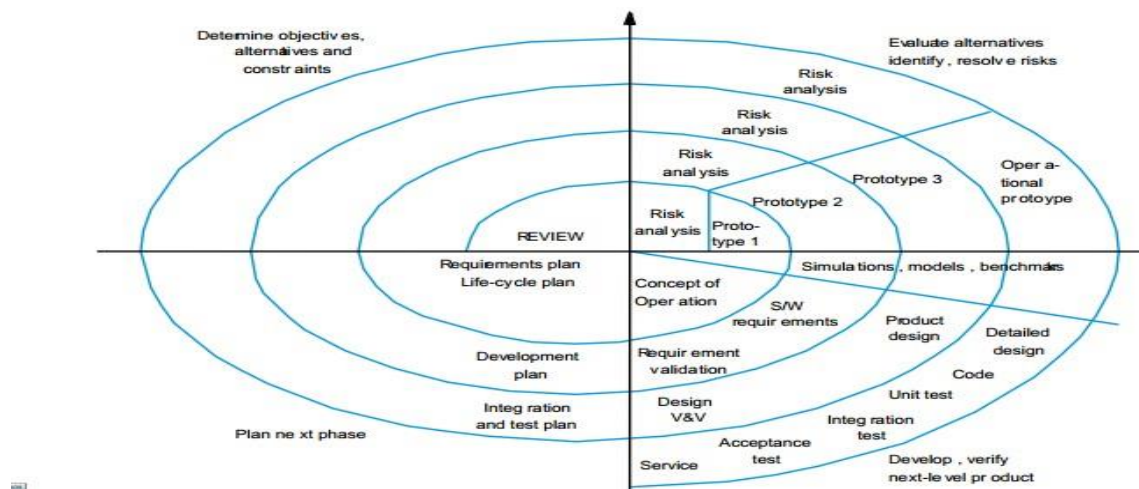 Determine objectives,
alternatives and
constraints
Evaluate alternatives
identify, resolve risks
Risk
analysis
Risk
analysis
Risk
analysis
Risk
analysis
Proto-
type 1
Prototype 2
Prototype 3
Opera-
tional
protoype
REVIEW
Requirements plan
Life-cycle plan
Concept of
Operation
Simulations, models, benchmarks
S/W
requirements
Product
design
Detailed
design
Development
plan
Requirement
validation
Code
Unit test
Integration
and test plan
Design
V&V
Integration
test
Plan next phase
Acceptance
test
Service
Develop, verify
next-level product